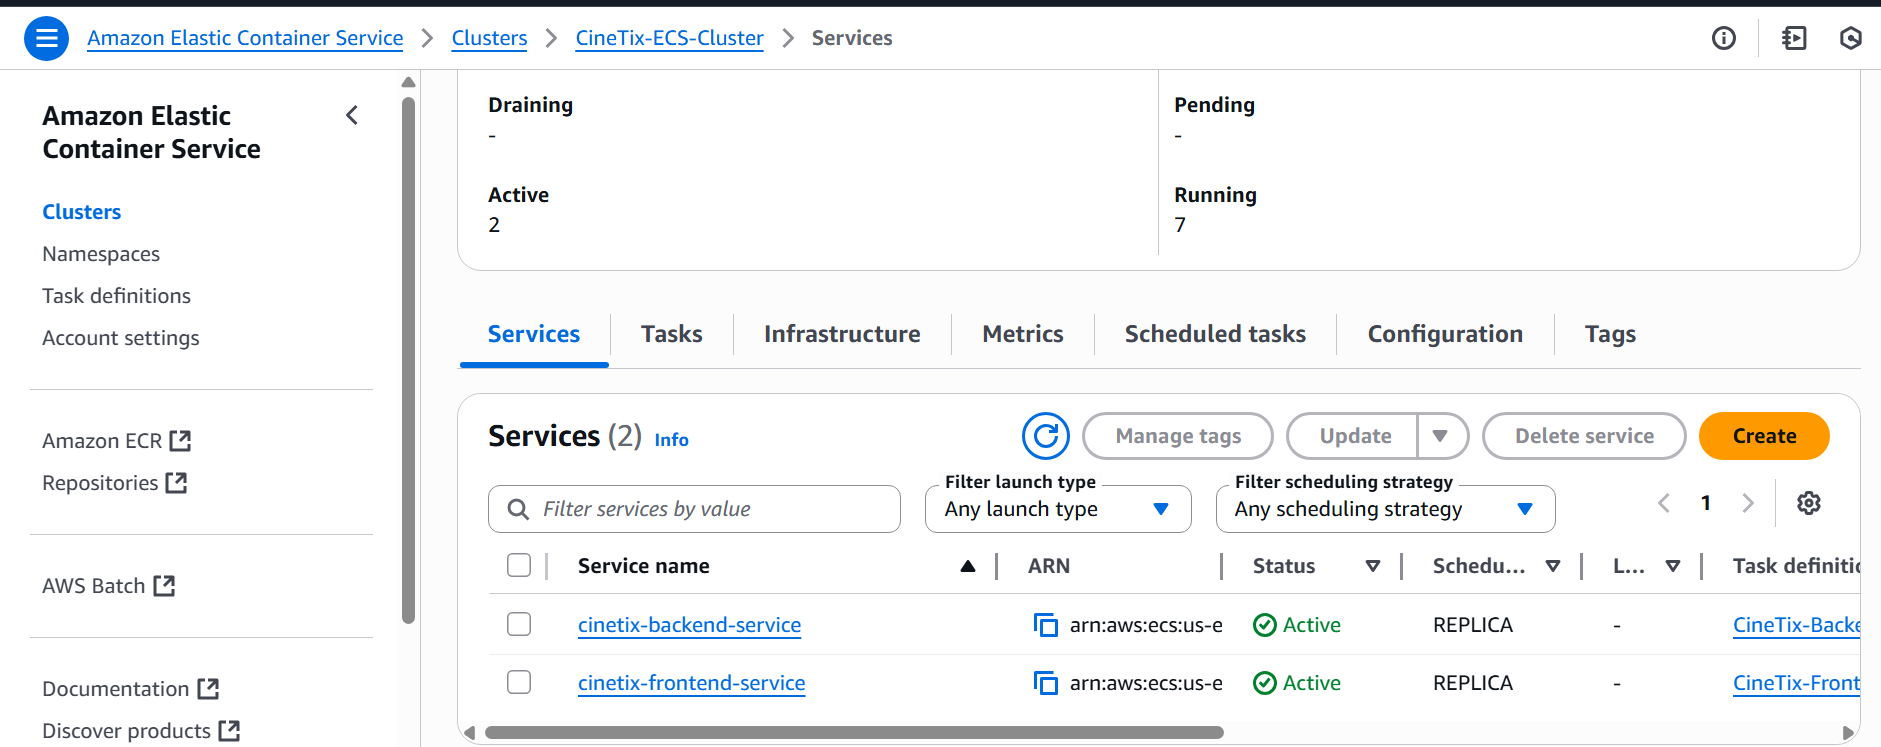 Amazon Elastic Container Service > Clusters > CineTix-ECS-Cluster > Services
Amazon Elastic
Container Service
Clusters
Namespaces
Task definitions
Account settings
Amazon ECR
Repositories
AWS Batch
Documentation
Discover products
Draining
-
Pending
-
Active
2
Running
7
Services
Tasks
Infrastructure
Metrics
Scheduled tasks
Configuration
Tags
Services (2) Info
Manage tags
Update
Delete service
Create
Filter services by value
Filter launch type
Any launch type
Filter scheduling strategy
Any scheduling strategy
1
Service name ARN Status Schedu... L... Task definitio
cinetix-backend-service arn:aws:ecs:us-e Active REPLICA - CineTix-Backe
cinetix-frontend-service arn:aws:ecs:us-e Active REPLICA - CineTix-Front